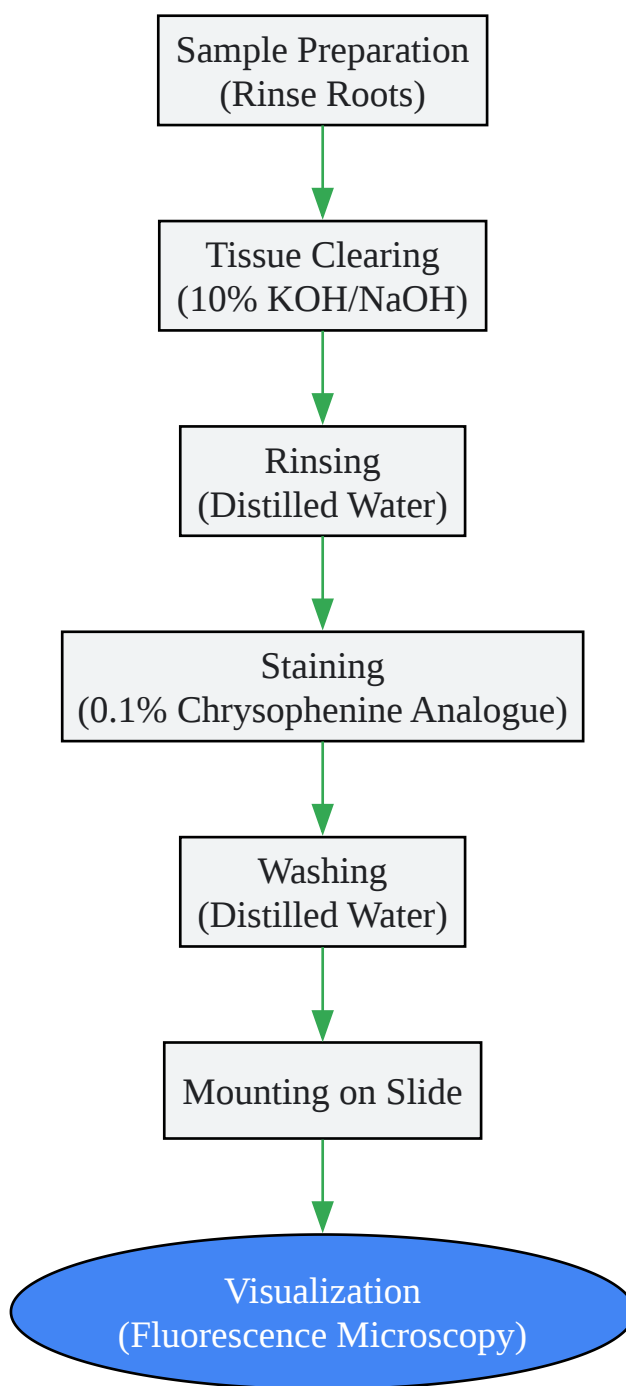 Sample Preparation
(Rinse Roots)
Tissue Clearing
(10% KOH/NaOH)
Rinsing
(Distilled Water)
Staining
(0.1% Chrysophenine Analogue)
Washing
(Distilled Water)
Mounting on Slide
Visualization
(Fluorescence Microscopy)